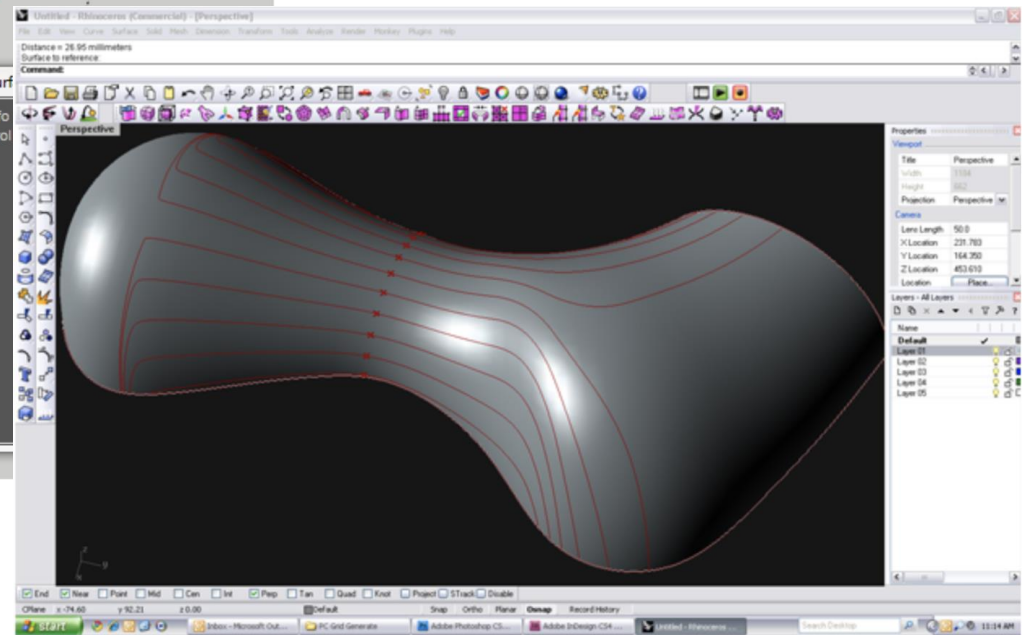 Untitled - Rhinoceros (Commercial) - [Perspective]
File Edit View Curve Surface Solid Mesh Dimension Transform Tools Analyze Render Monkey Plugins Help
Distance = 26.95 millimeters
Surface to reference:
Command:
Perspective
Properties
Viewport
Title Perspective
Width 1104
Height 662
Projection Perspective
Camera
Lens Length 50.0
X Location 231.783
Y Location 164.350
Z Location 453.610
Location Place...
Layers - All Layers
Name
Default
Layer 01
Layer 02
Layer 03
Layer 04
Layer 05
z
y
x
End Near Point Mid Cen Int Perp Tan Quad Knot Project STrack Disable
CPlane x -74.60 y 92.21 z 0.00 Default Snap Ortho Planar Osnap Record History
start Inbox - Microsoft Out... PC Grid Generate Adobe Photoshop CS... Adobe InDesign CS4 ... Untitled - Rhinoceros ... Search Desktop 11:14 AM